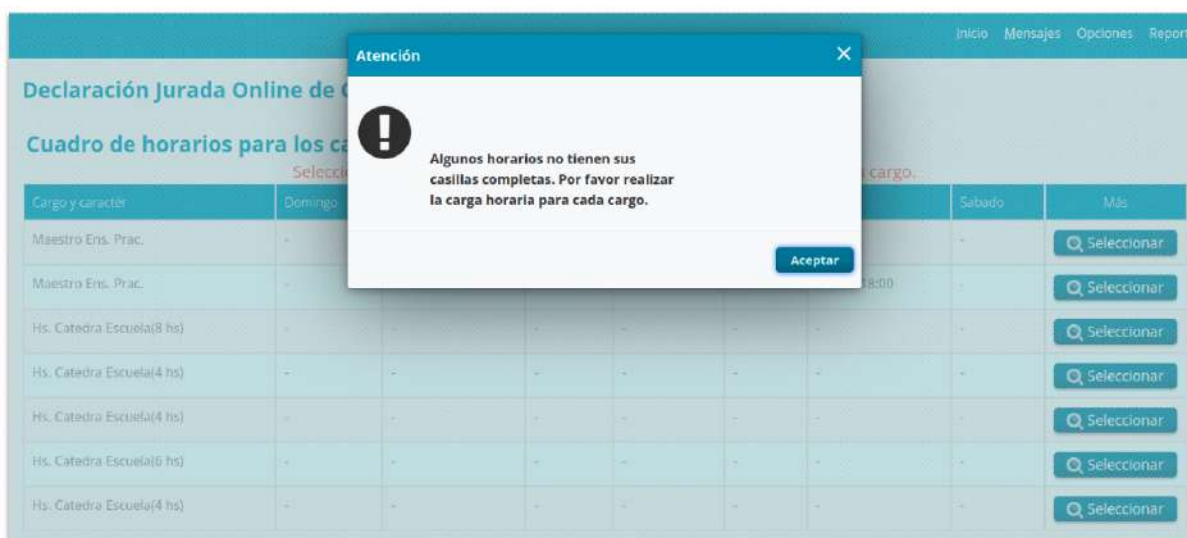 Inicio Mensajes Opciones Report
Atención
Declaración Jurada Online de
Cuadro de horarios para los ca
Algunos horarios no tienen sus
casillas completas. Por favor realizar
la carga horaria para cada cargo.
Selecci cargo.
Cargo y carácter Domingo Sabado Más
Aceptar
Maestro Ens. Prac. - - Seleccionar
Maestro Ens. Prac. - 18:00 - Seleccionar
Hs. Catedra Escuela(8 hs) - - - - - - - Seleccionar
Hs. Catedra Escuela(4 hs) - - - - - - - Seleccionar
Hs. Catedra Escuela(4 hs) - - - - - - - Seleccionar
Hs. Catedra Escuela(6 hs) - - - - - - - Seleccionar
Hs. Catedra Escuela(4 hs) - - - - - - - Seleccionar